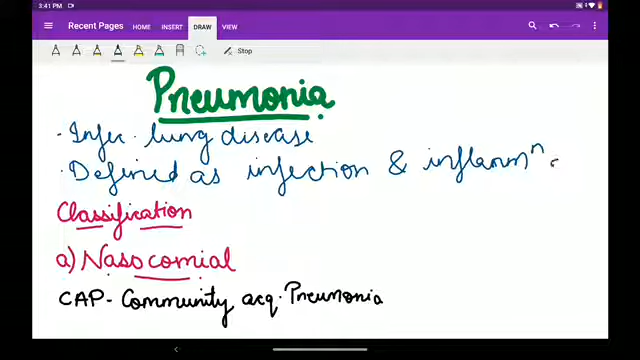 3:41 PM
Recent Pages HOME INSERT DRAW VIEW
Stop
Pneumonia
· Infec. lung disease
· Defined as infection & inflammⁿ
Classification
a) Nasocomial
CAP - Community acq. Pneumonia